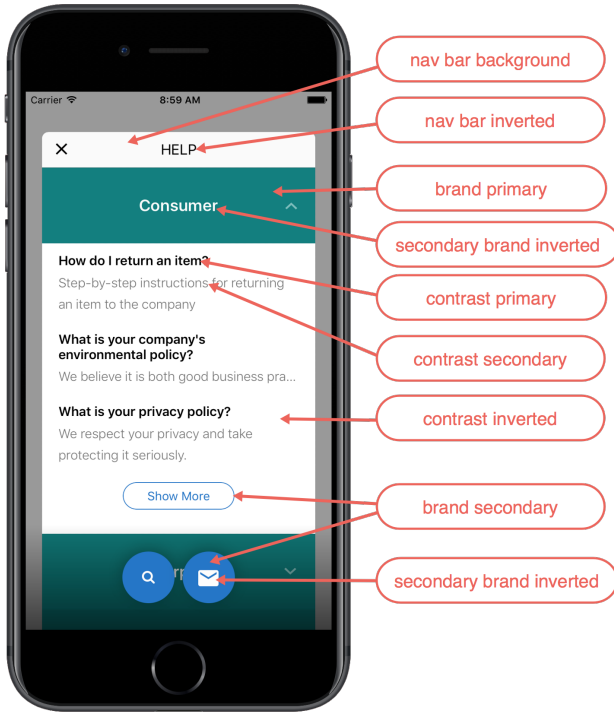 nav bar background
Carrier
8:59 AM
nav bar inverted
HELP
brand primary
Consumer
secondary brand inverted
How do I return an item?
Step-by-step instructions for returning
an item to the company
contrast primary
What is your company's
environmental policy?
contrast secondary
We believe it is both good business pra...
What is your privacy policy?
contrast inverted
We respect your privacy and take
protecting it seriously.
Show More
brand secondary
secondary brand inverted